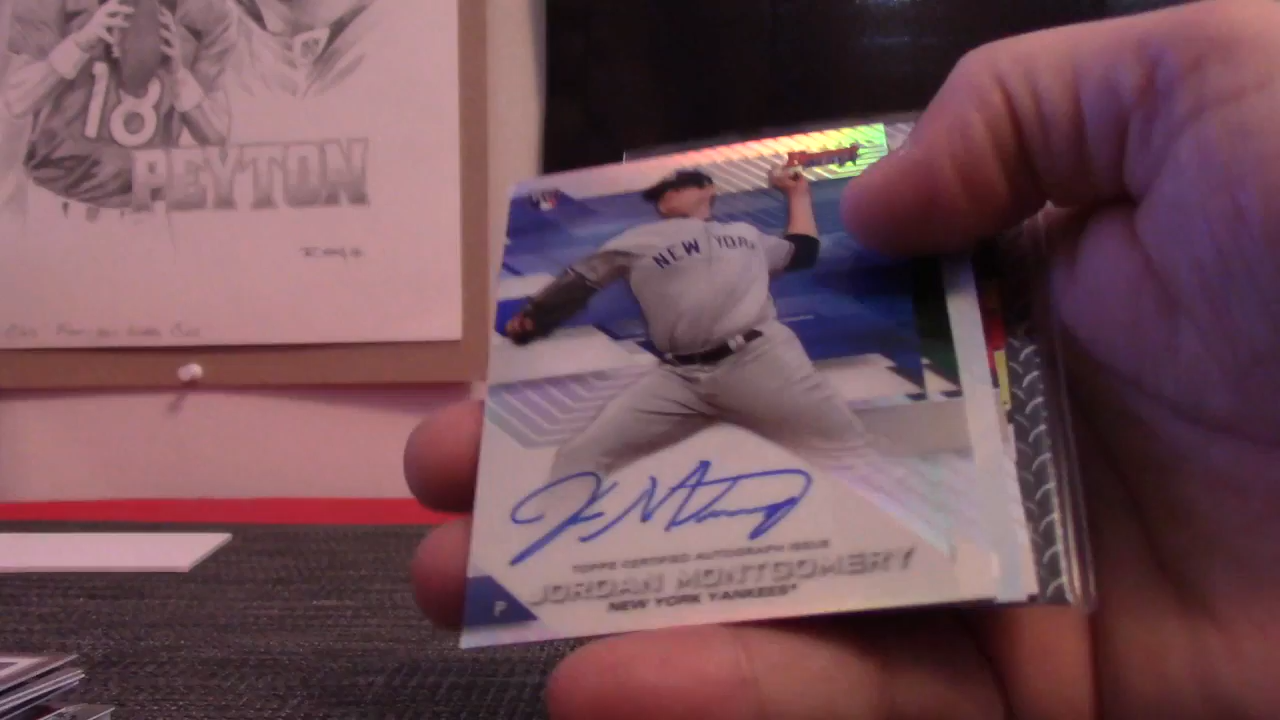 18
PEYTON
NEW YORK
TOPPS CERTIFIED AUTOGRAPH ISSUE
JORDAN MONTGOMERY
P
NEW YORK YANKEES